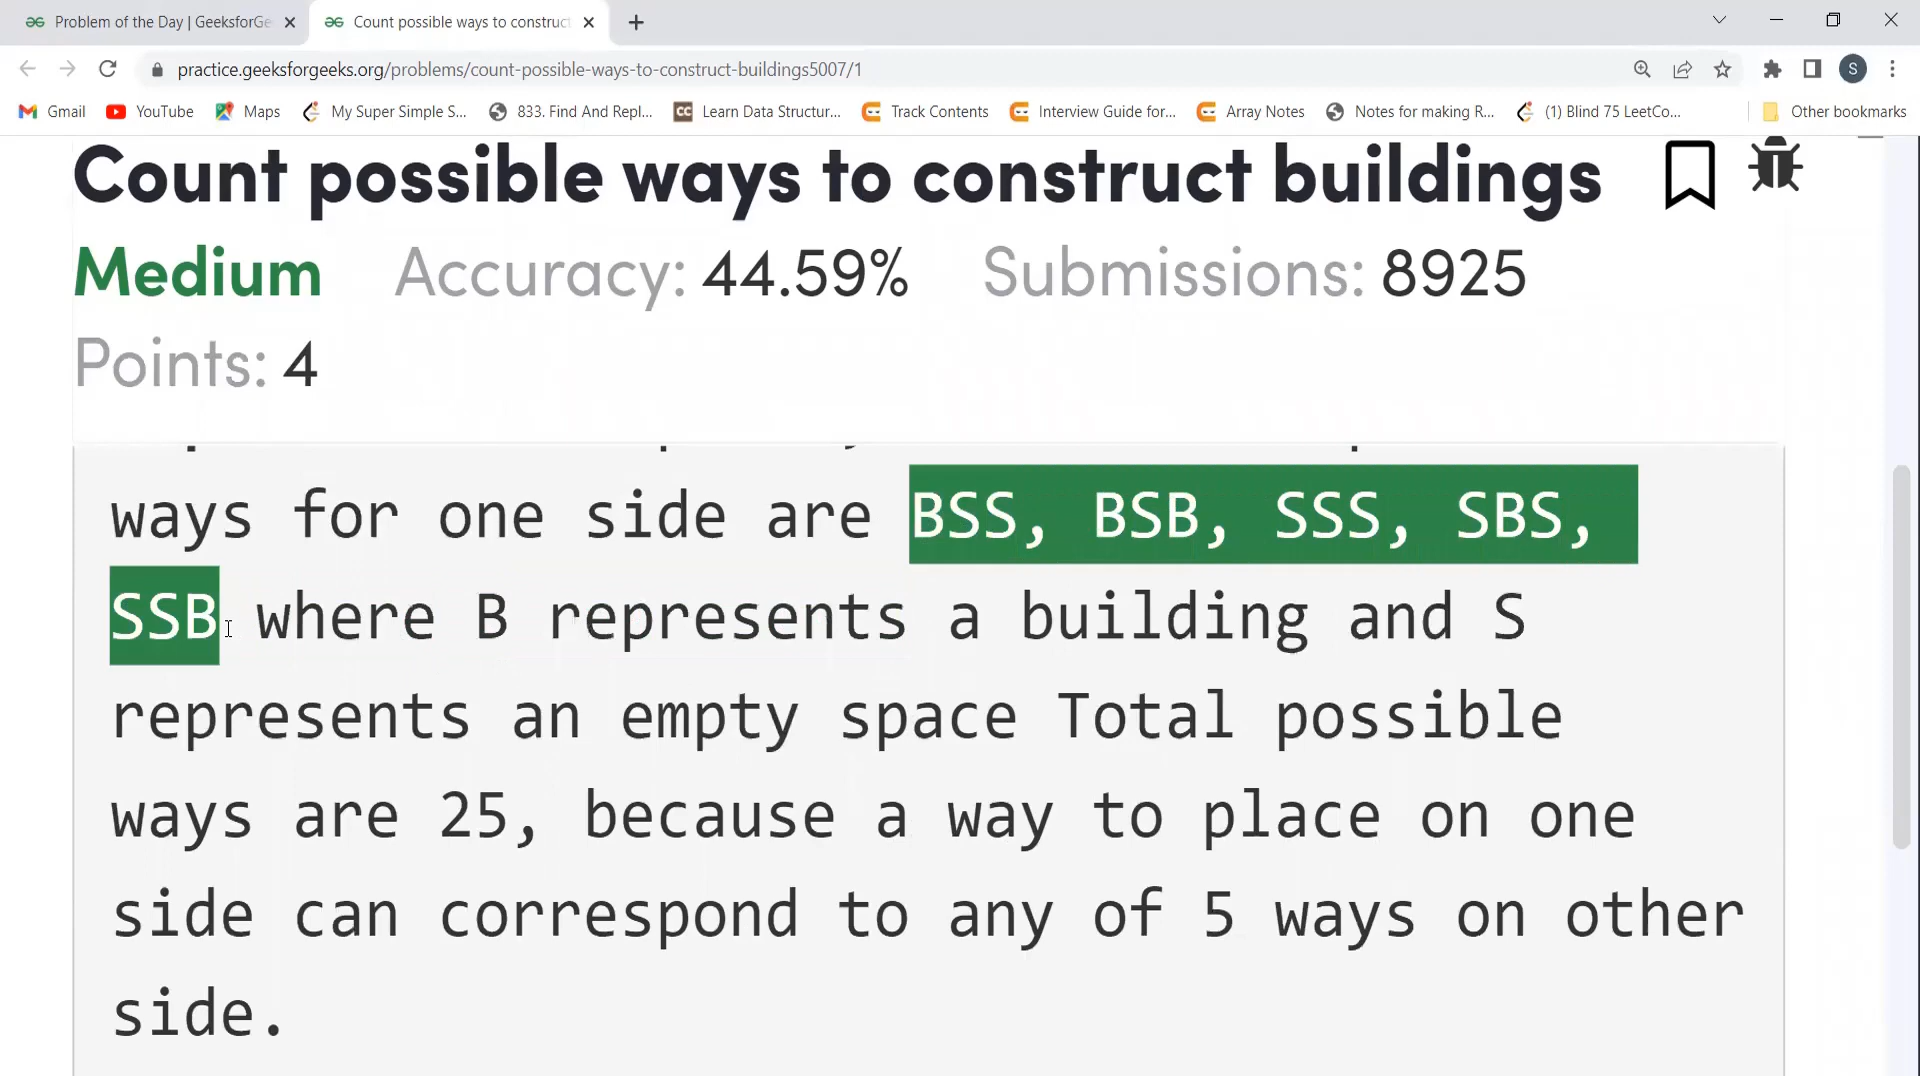 Problem of the Day | GeeksforGe
Count possible ways to construct
practice.geeksforgeeks.org/problems/count-possible-ways-to-construct-buildings5007/1
S
Gmail
YouTube
Maps
My Super Simple S...
833. Find And Repl...
CC
Learn Data Structur...
Track Contents
Interview Guide for...
Array Notes
Notes for making R...
(1) Blind 75 LeetCo...
Other bookmarks
Count possible ways to construct buildings
Medium Accuracy: 44.59% Submissions: 8925
Points: 4
ways for one side are BSS, BSB, SSS, SBS,
SSB where B represents a building and S
represents an empty space Total possible
ways are 25, because a way to place on one
side can correspond to any of 5 ways on other
side.